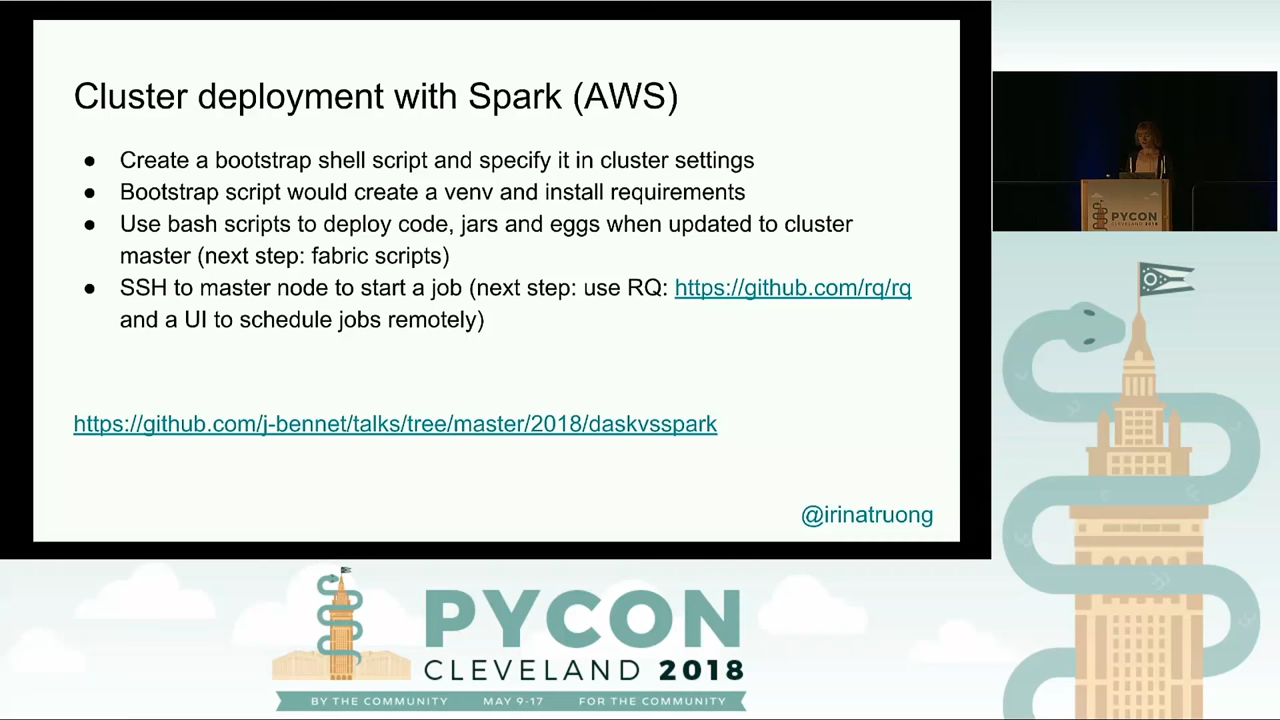 Cluster deployment with Spark (AWS)
● Create a bootstrap shell script and specify it in cluster settings
● Bootstrap script would create a venv and install requirements
● Use bash scripts to deploy code, jars and eggs when updated to cluster
master (next step: fabric scripts)
● SSH to master node to start a job (next step: use RQ: https://github.com/rq/rq
and a UI to schedule jobs remotely)
https://github.com/j-bennet/talks/tree/master/2018/daskvsspark
@irinatruong
PYCON
CLEVELAND 2018
PYCON
CLEVELAND 2018
BY THE COMMUNITY MAY 9-17 FOR THE COMMUNITY